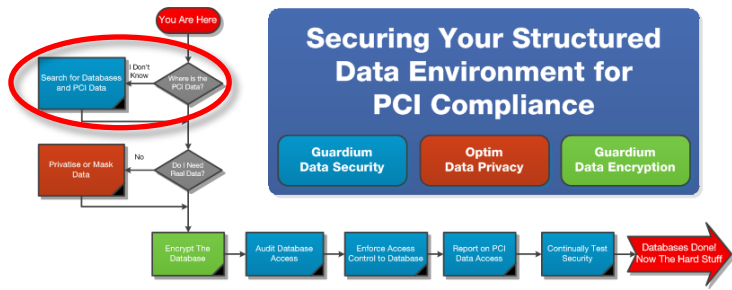 You Are Here
Securing Your Structured
Data Environment for
PCI Compliance
I Don't
Know
Search for Databases
and PCI Data
Where is the
PCI Data?
Guardium
Data Security
Optim
Data Privacy
Guardium
Data Encryption
No
Privatise or Mask
Data
Do I Need
Real Data?
Encrypt The
Database
Audit Database
Access
Enforce Access
Control to Database
Report on PCI
Data Access
Continually Test
Security
Databases Done!
Now The Hard Stuff